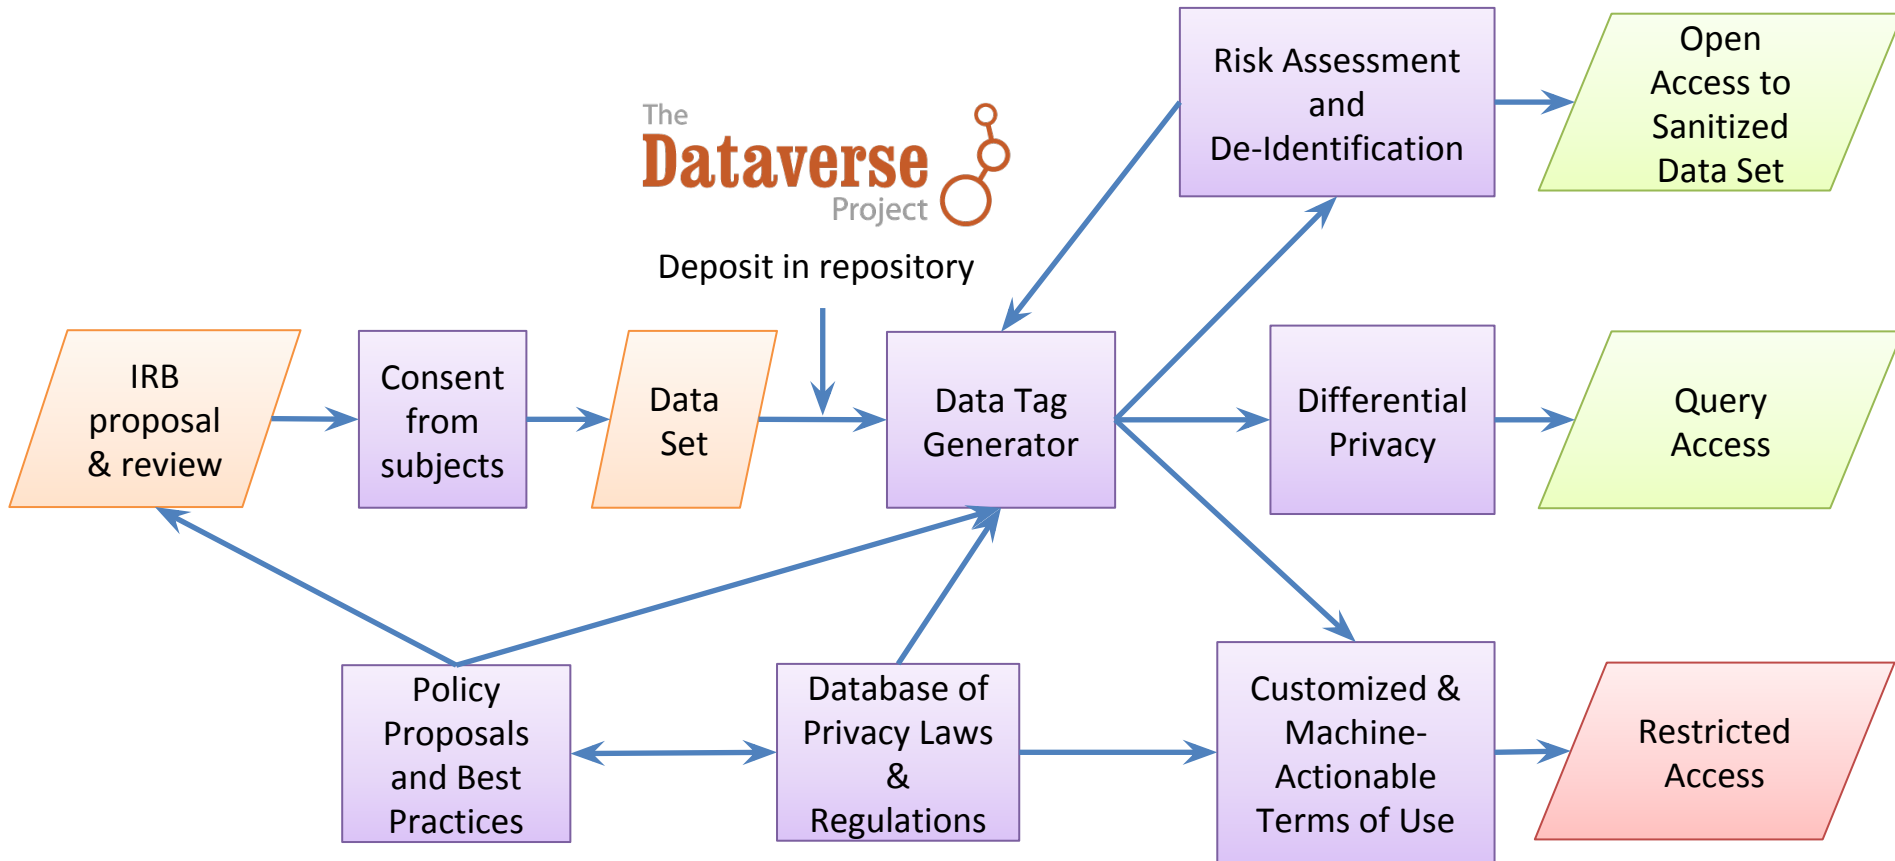 The
Dataverse
Project
Deposit in repository
Risk Assessment
and
De-Identification
Open
Access to
Sanitized
Data Set
IRB
proposal
& review
Consent
from
subjects
Data
Set
Data Tag
Generator
Differential
Privacy
Query
Access
Policy
Proposals
and Best
Practices
Database of
Privacy Laws
&
Regulations
Customized &
Machine-
Actionable
Terms of Use
Restricted
Access